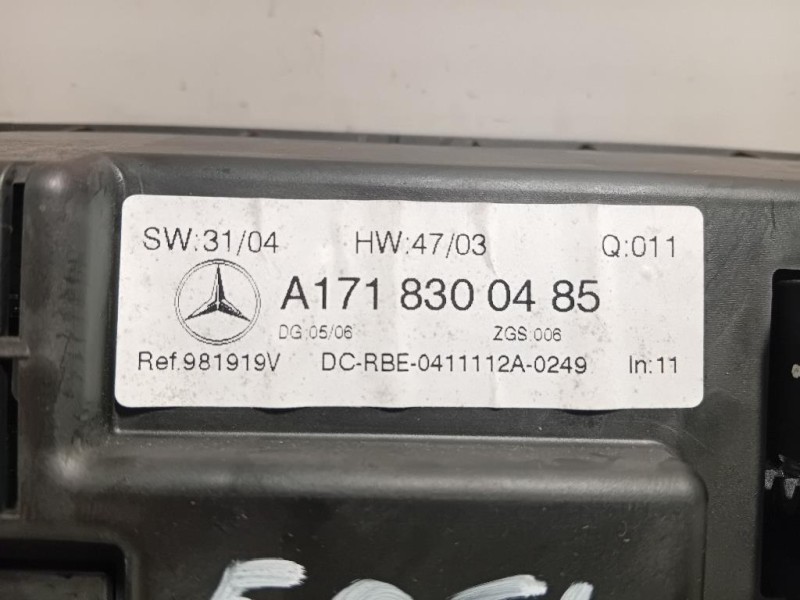 SW:31/04 HW:47/03 Q:011
A171 830 04 85
DG:05/06 ZGS:006
Ref.981919V DC-RBE-0411112A-0249 In:11